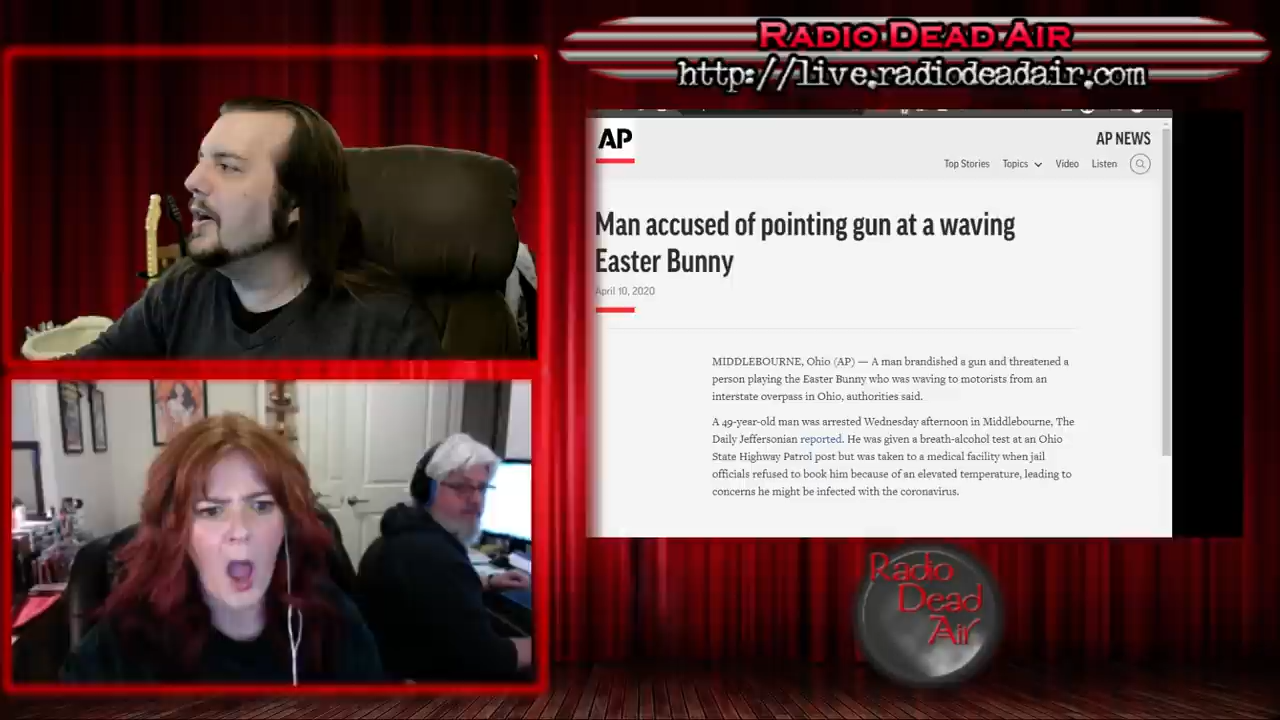 RADIO DEAD AIR
http://live.radiodeadair.com
AP
AP NEWS
Top Stories Topics Video Listen
Man accused of pointing gun at a waving
Easter Bunny
April 10, 2020
MIDDLEBOURNE, Ohio (AP) — A man brandished a gun and threatened a
person playing the Easter Bunny who was waving to motorists from an
interstate overpass in Ohio, authorities said.
A 49-year-old man was arrested Wednesday afternoon in Middlebourne, The
Daily Jeffersonian reported. He was given a breath-alcohol test at an Ohio
State Highway Patrol post but was taken to a medical facility when jail
officials refused to book him because of an elevated temperature, leading to
concerns he might be infected with the coronavirus.
Radio
Dead
Air